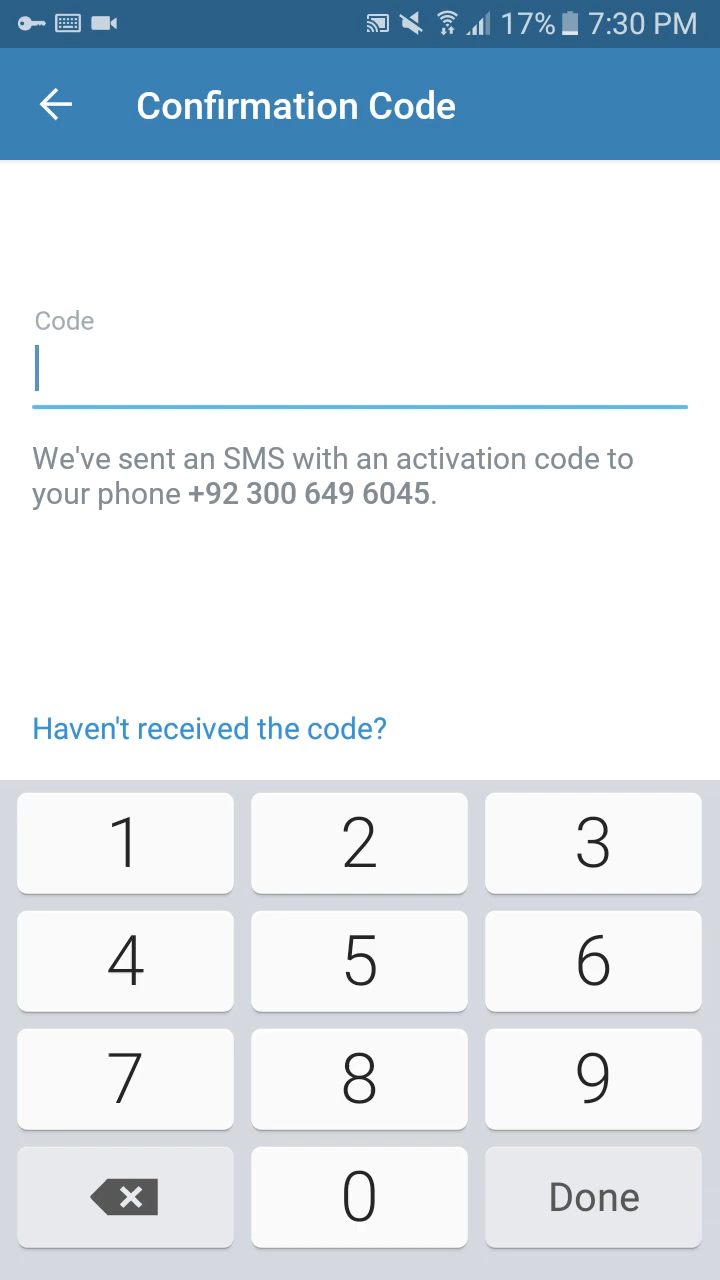 17% 7:30 PM
Confirmation Code
Code
We've sent an SMS with an activation code to
your phone +92 300 649 6045.
Haven't received the code?
1 2 3
4 5 6
7 8 9
0 Done